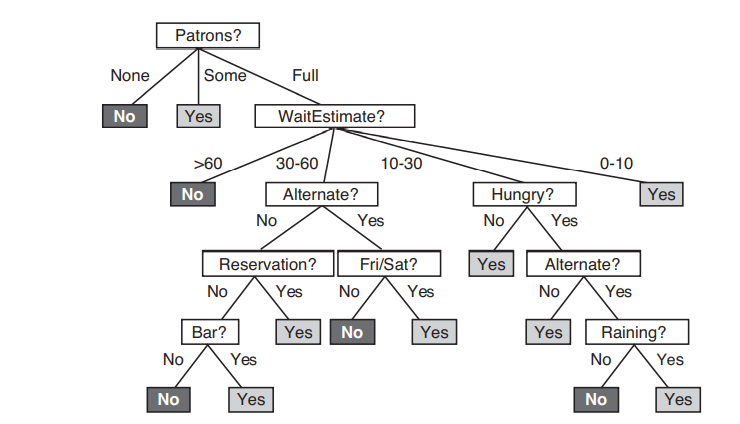 Patrons?
None Some Full
No Yes WaitEstimate?
>60 30-60 10-30 0-10
No Alternate? Hungry? Yes
No Yes No Yes
Reservation? Fri/Sat? Yes Alternate?
No Yes No Yes No Yes
Bar? Yes No Yes Yes Raining?
No Yes No Yes
No Yes No Yes